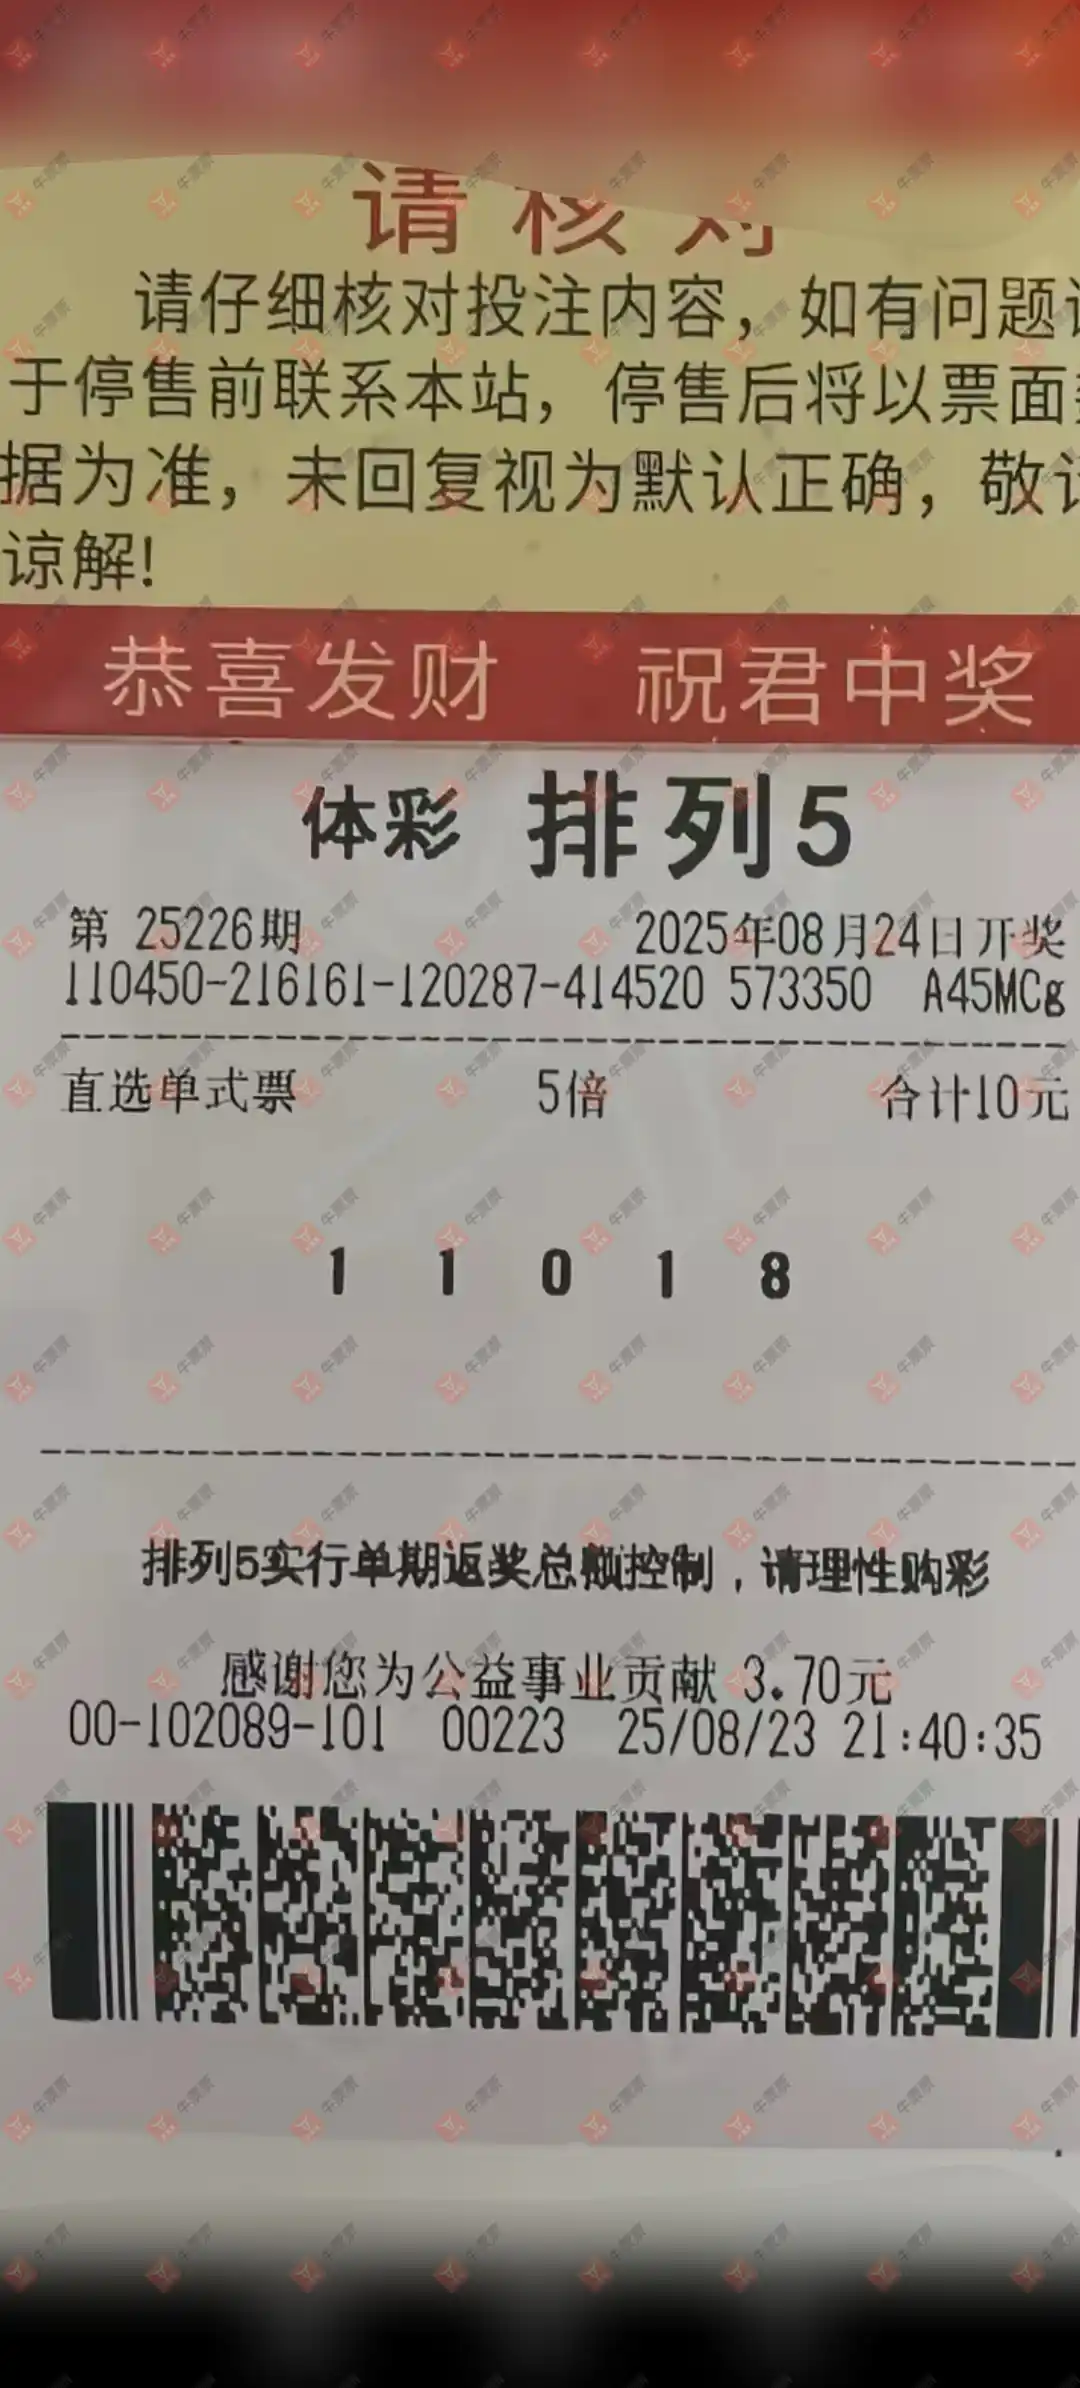 请核对
请仔细核对投注内容，如有问题
于停售前联系本站，停售后将以票面
据为准，未回复视为默认正确，敬
谅解!
恭喜发财 祝君中奖
体彩 排列5
第 25226期 2025年08月24日开奖
110450-216161-120287-414520 573350 A45MCg
直选单式票 5倍 合计10元
1 1 0 1 8
排列5实行单期返奖总额控制，请理性购彩
感谢您为公益事业贡献 3.70元
00-102089-101 00223 25/08/23 21:40:35